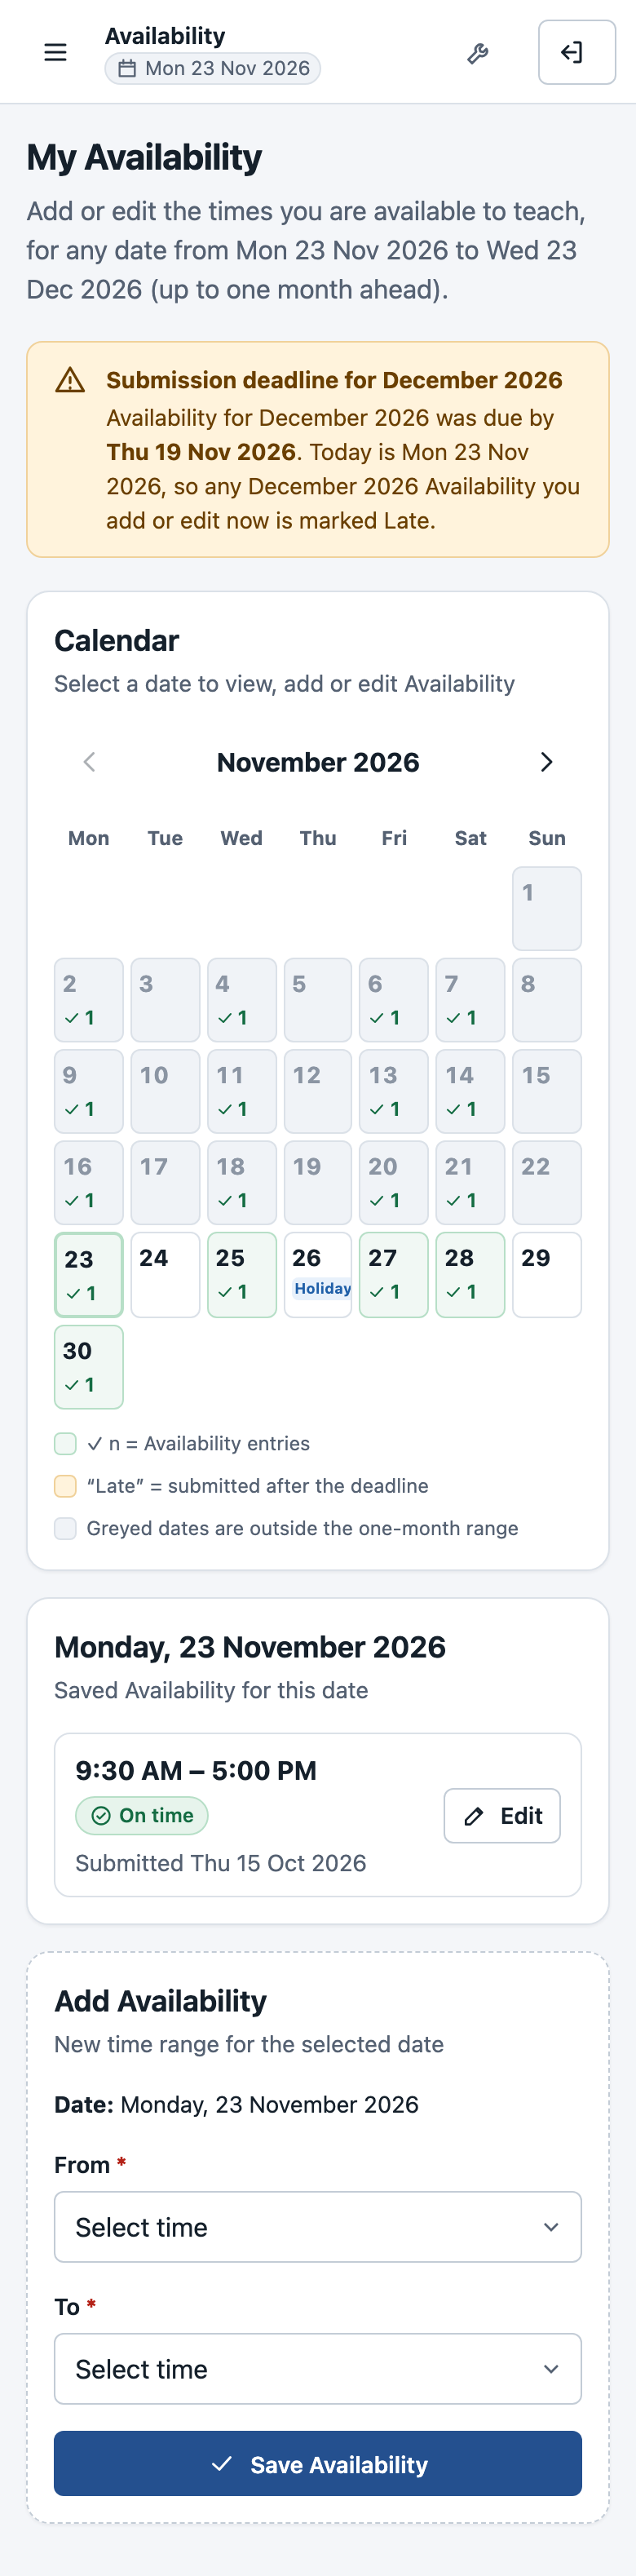 Availability
Mon 23 Nov 2026
My Availability
Add or edit the times you are available to teach,
for any date from Mon 23 Nov 2026 to Wed 23
Dec 2026 (up to one month ahead).
Submission deadline for December 2026
Availability for December 2026 was due by
Thu 19 Nov 2026. Today is Mon 23 Nov
2026, so any December 2026 Availability you
add or edit now is marked Late.
Calendar
Select a date to view, add or edit Availability
November 2026
Mon Tue Wed Thu Fri Sat Sun
1
2 3 4 5 6 7 8
✓ 1 ✓ 1 ✓ 1 ✓ 1
9 10 11 12 13 14 15
✓ 1 ✓ 1 ✓ 1 ✓ 1
16 17 18 19 20 21 22
✓ 1 ✓ 1 ✓ 1 ✓ 1
23 24 25 26 27 28 29
✓ 1 ✓ 1 Holiday ✓ 1 ✓ 1
30
✓ 1
✓ n = Availability entries
“Late” = submitted after the deadline
Greyed dates are outside the one-month range
Monday, 23 November 2026
Saved Availability for this date
9:30 AM – 5:00 PM
On time
Edit
Submitted Thu 15 Oct 2026
Add Availability
New time range for the selected date
Date: Monday, 23 November 2026
From *
Select time
To *
Select time
Save Availability